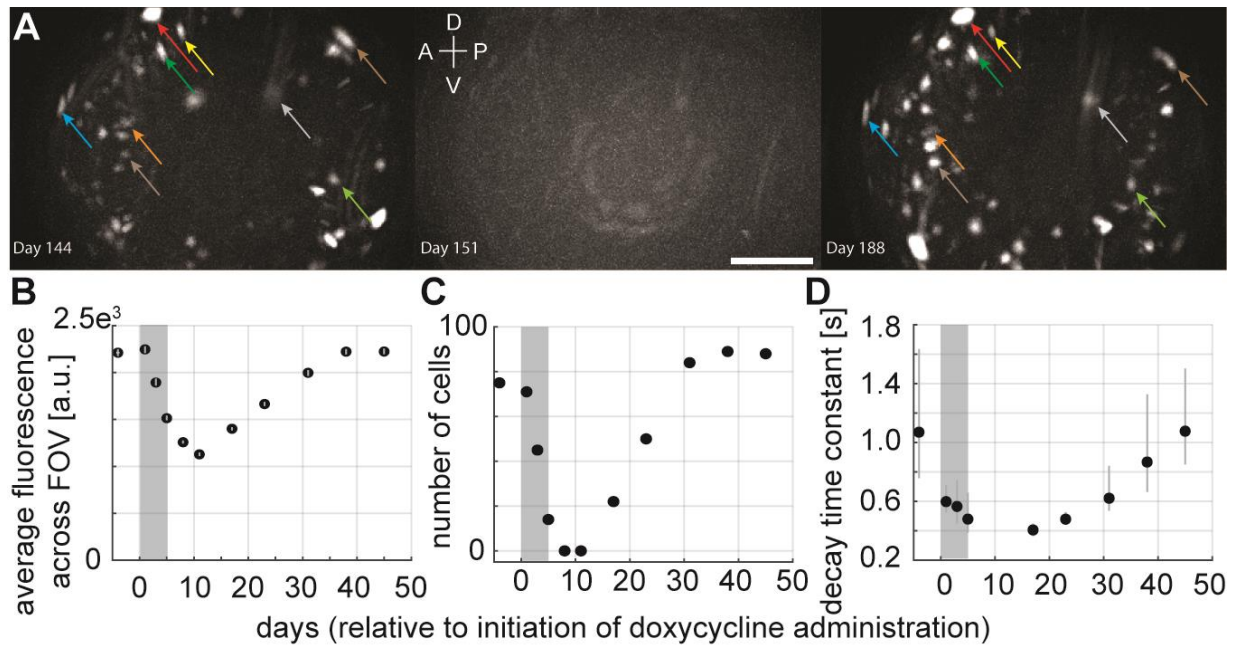 A
D
A P
V
Day 144
Day 151
Day 188
B
C
D
average fluorescence
across FOV [a.u.]
2.5e³
0
0 10 20 30 40 50
number of cells
100
0
0 10 20 30 40 50
decay time constant [s]
1.8
1.4
1.0
0.6
0.2
0 10 20 30 40 50
days (relative to initiation of doxycycline administration)